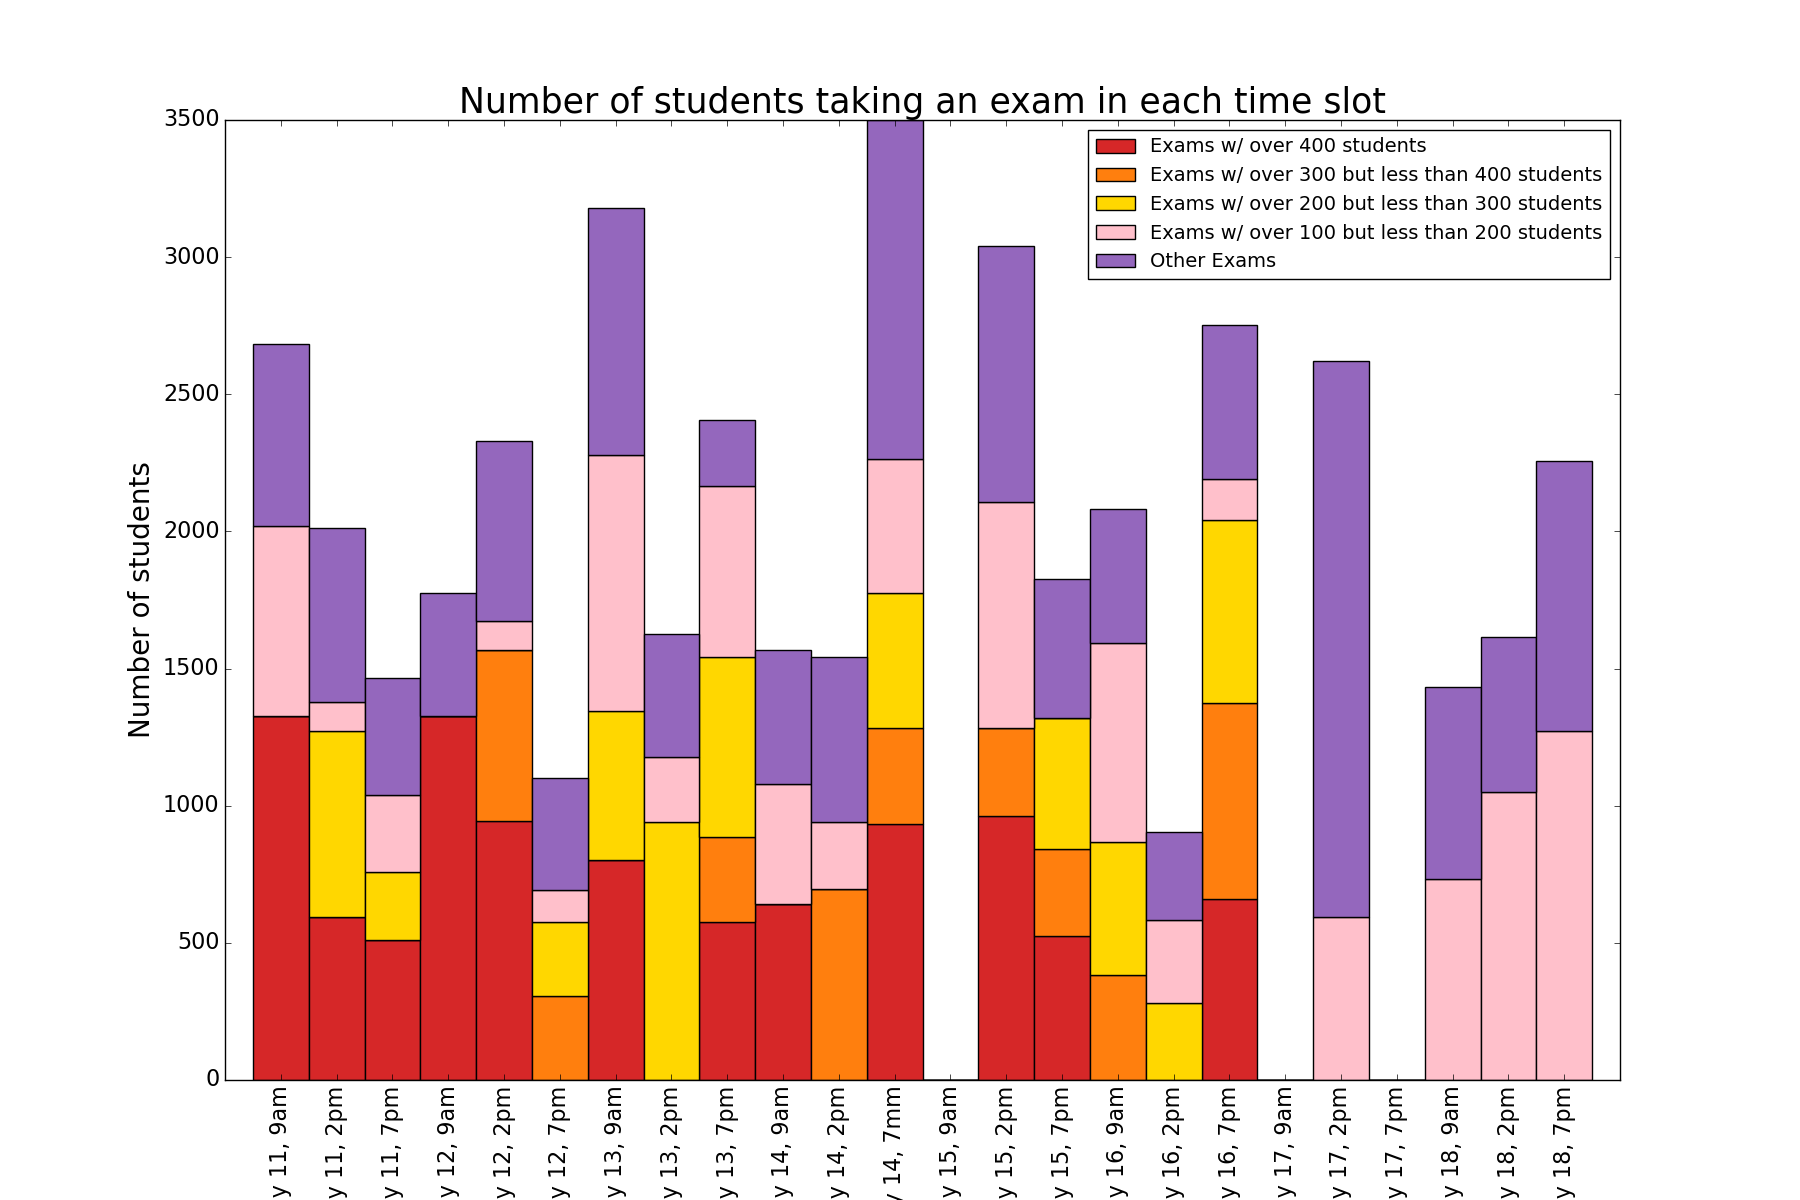 Number of students taking an exam in each time slot
Exams w/ over 400 students
Exams w/ over 300 but less than 400 students
Exams w/ over 200 but less than 300 students
Exams w/ over 100 but less than 200 students
Other Exams
Number of students
3500
3000
2500
2000
1500
1000
500
0
y 11, 9am
y 11, 2pm
y 11, 7pm
y 12, 9am
y 12, 2pm
y 12, 7pm
y 13, 9am
y 13, 2pm
y 13, 7pm
y 14, 9am
y 14, 2pm
y 14, 7mm
y 15, 9am
y 15, 2pm
y 15, 7pm
y 16, 9am
y 16, 2pm
y 16, 7pm
y 17, 9am
y 17, 2pm
y 17, 7pm
y 18, 9am
y 18, 2pm
y 18, 7pm